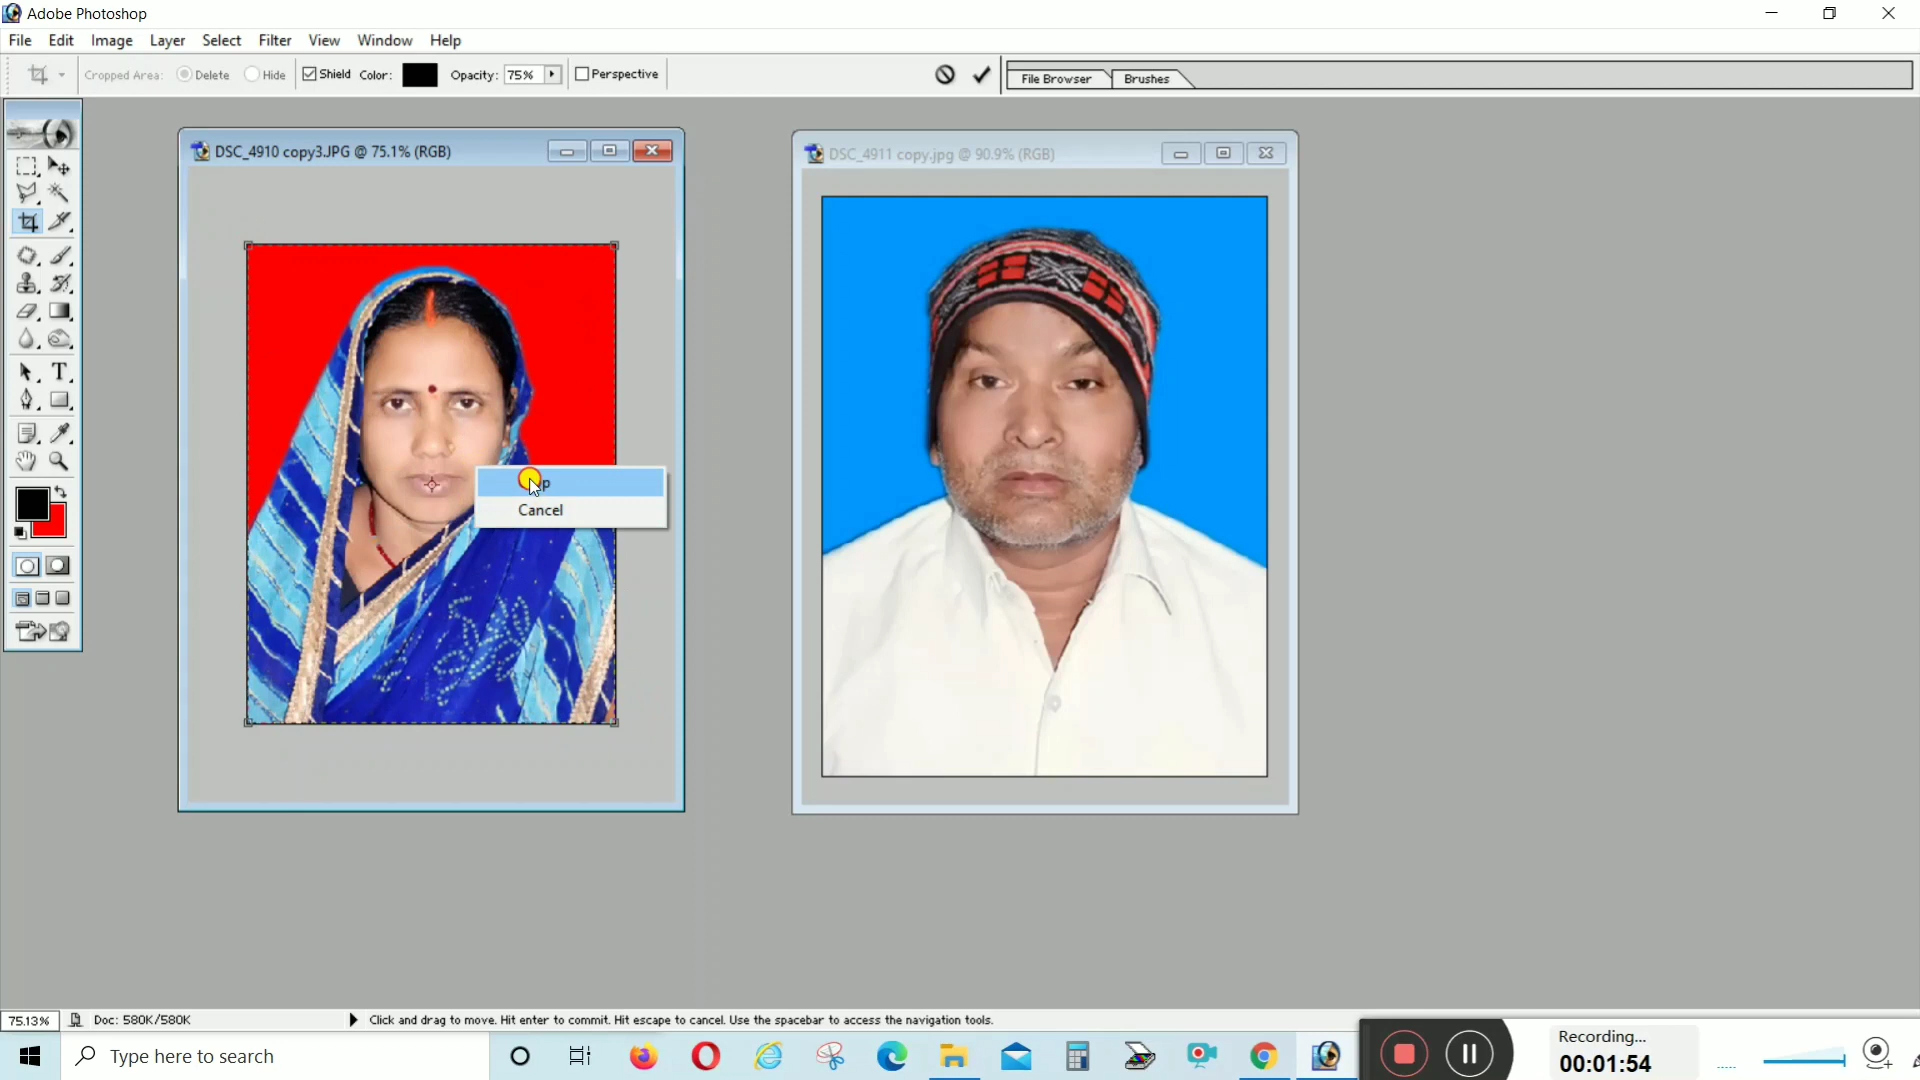 Adobe Photoshop
File Edit Image Layer Select Filter View Window Help
Cropped Area: Delete Hide Shield Color: Opacity: 75% Perspective
File Browser Brushes
DSC_4910 copy3.JPG @ 75.1% (RGB)
DSC_4911 copy.jpg @ 90.9% (RGB)
Cancel
T
75.13% Doc: 580K/580K Click and drag to move. Hit enter to commit. Hit escape to cancel. Use the spacebar to access the navigation tools.
Type here to search
Recording...
00:01:54